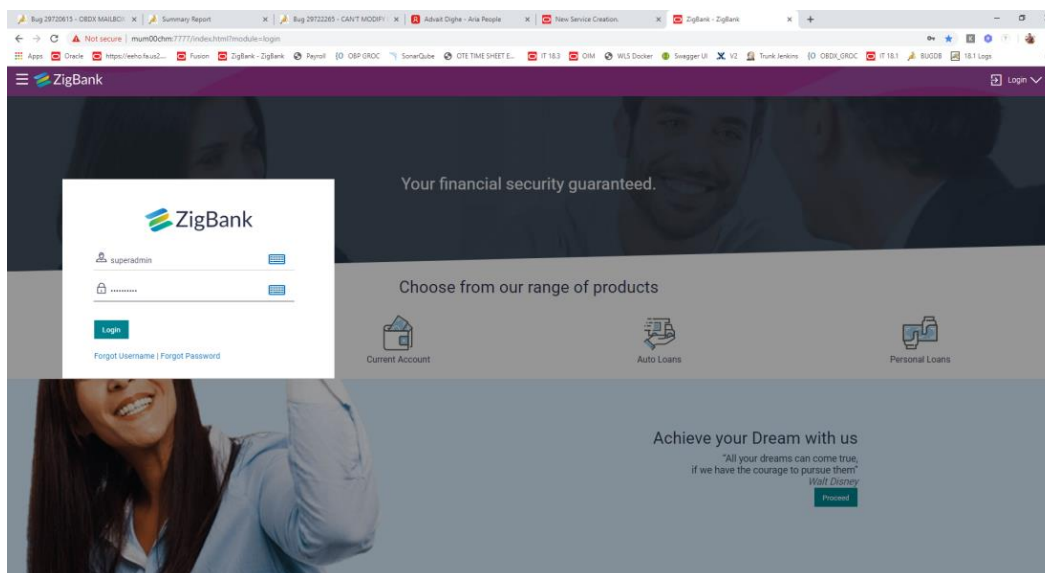 Bug 29720615 - OBDX MAILBO
Summary Report
Bug 29722265 - CAN'T MODIFY
Advait Dighe - Aria People
New Service Creation.
ZigBank - ZigBank
Not secure | mum00chm:7777/index.html?module=login
Apps
Oracle
https://eeho.fa.us2...
Fusion
ZigBank - ZigBank
Payroll
OBP GROC
SonarQube
OTE TIME SHEET E...
IT 18.3
OIM
WLS Docker
Swagger UI
V2
Trunk Jenkins
OBDX_GROC
IT 18.1
BUGDB
18.1 Logs
ZigBank
Login
Your financial security guaranteed.
ZigBank
superadmin
Login
Forgot Username | Forgot Password
Choose from our range of products
Current Account
Auto Loans
Personal Loans
Achieve your Dream with us
"All your dreams can come true,
if we have the courage to pursue them"
Walt Disney
Proceed